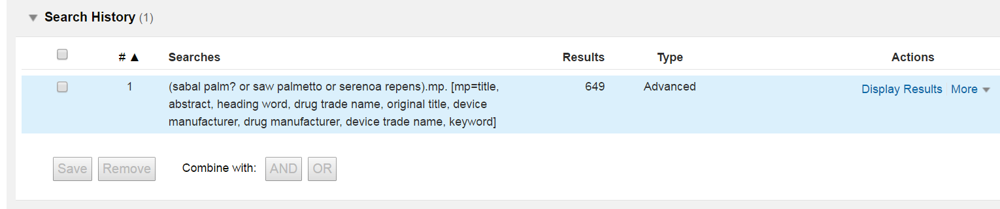 Search History (1)
# ▲ Searches Results Type Actions
1 (sabal palm? or saw palmetto or serenoa repens).mp. [mp=title, 649 Advanced Display Results More
abstract, heading word, drug trade name, original title, device
manufacturer, drug manufacturer, device trade name, keyword]
Save Remove Combine with: AND OR